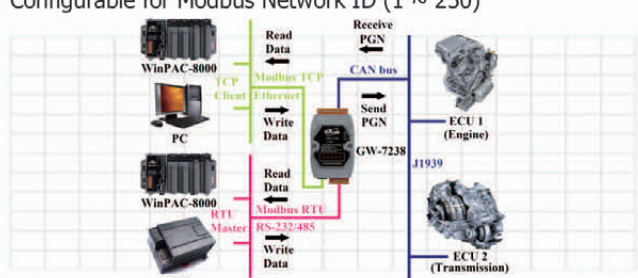 Configurable for Modbus Network ID (1 ~ 250)
Read
Data
Receive
PGN
WinPAC-8000
TCP
Client
Modbus TCP
Ethernet
CAN bus
PC
Write
Data
Send
PGN
GW-7238
ECU 1
(Engine)
J1939
Read
Data
WinPAC-8000
RTU
Master
Modbus RTU
RS-232/485
Write
Data
ECU 2
(Transmission)